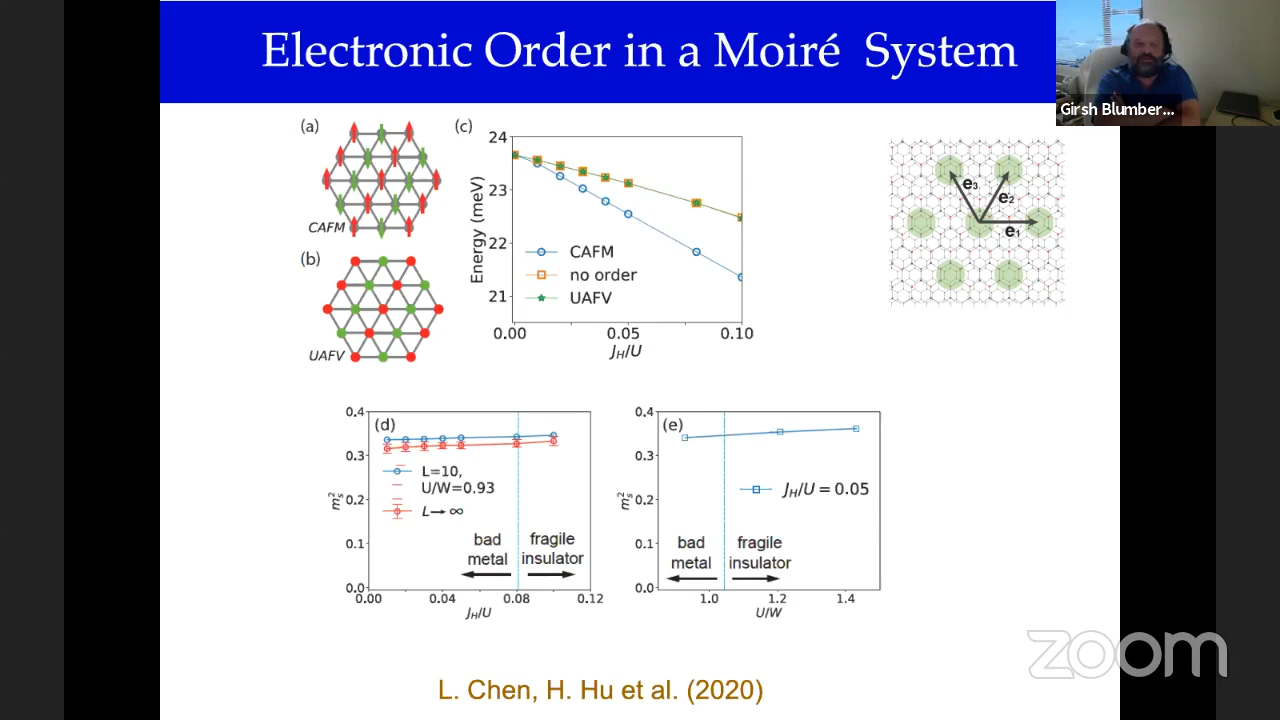 Electronic Order in a Moiré System
Girsh Blumber...
(a)
CAFM
(b)
UAFV
(c)
24
23
22
21
Energy (meV)
CAFM
no order
UAFV
0.00
0.05
0.10
J_H/U
e₃
e₂
e₁
(d)
0.4
0.3
0.2
0.1
0.0
m_s^2
L=10,
U/W=0.93
L→∞
bad
metal
fragile
insulator
0.00
0.04
0.08
0.12
J_H/U
(e)
0.4
0.3
0.2
0.1
0.0
m_s^2
J_H/U = 0.05
bad
metal
fragile
insulator
1.0
1.2
1.4
U/W
L. Chen, H. Hu et al. (2020)
zoom